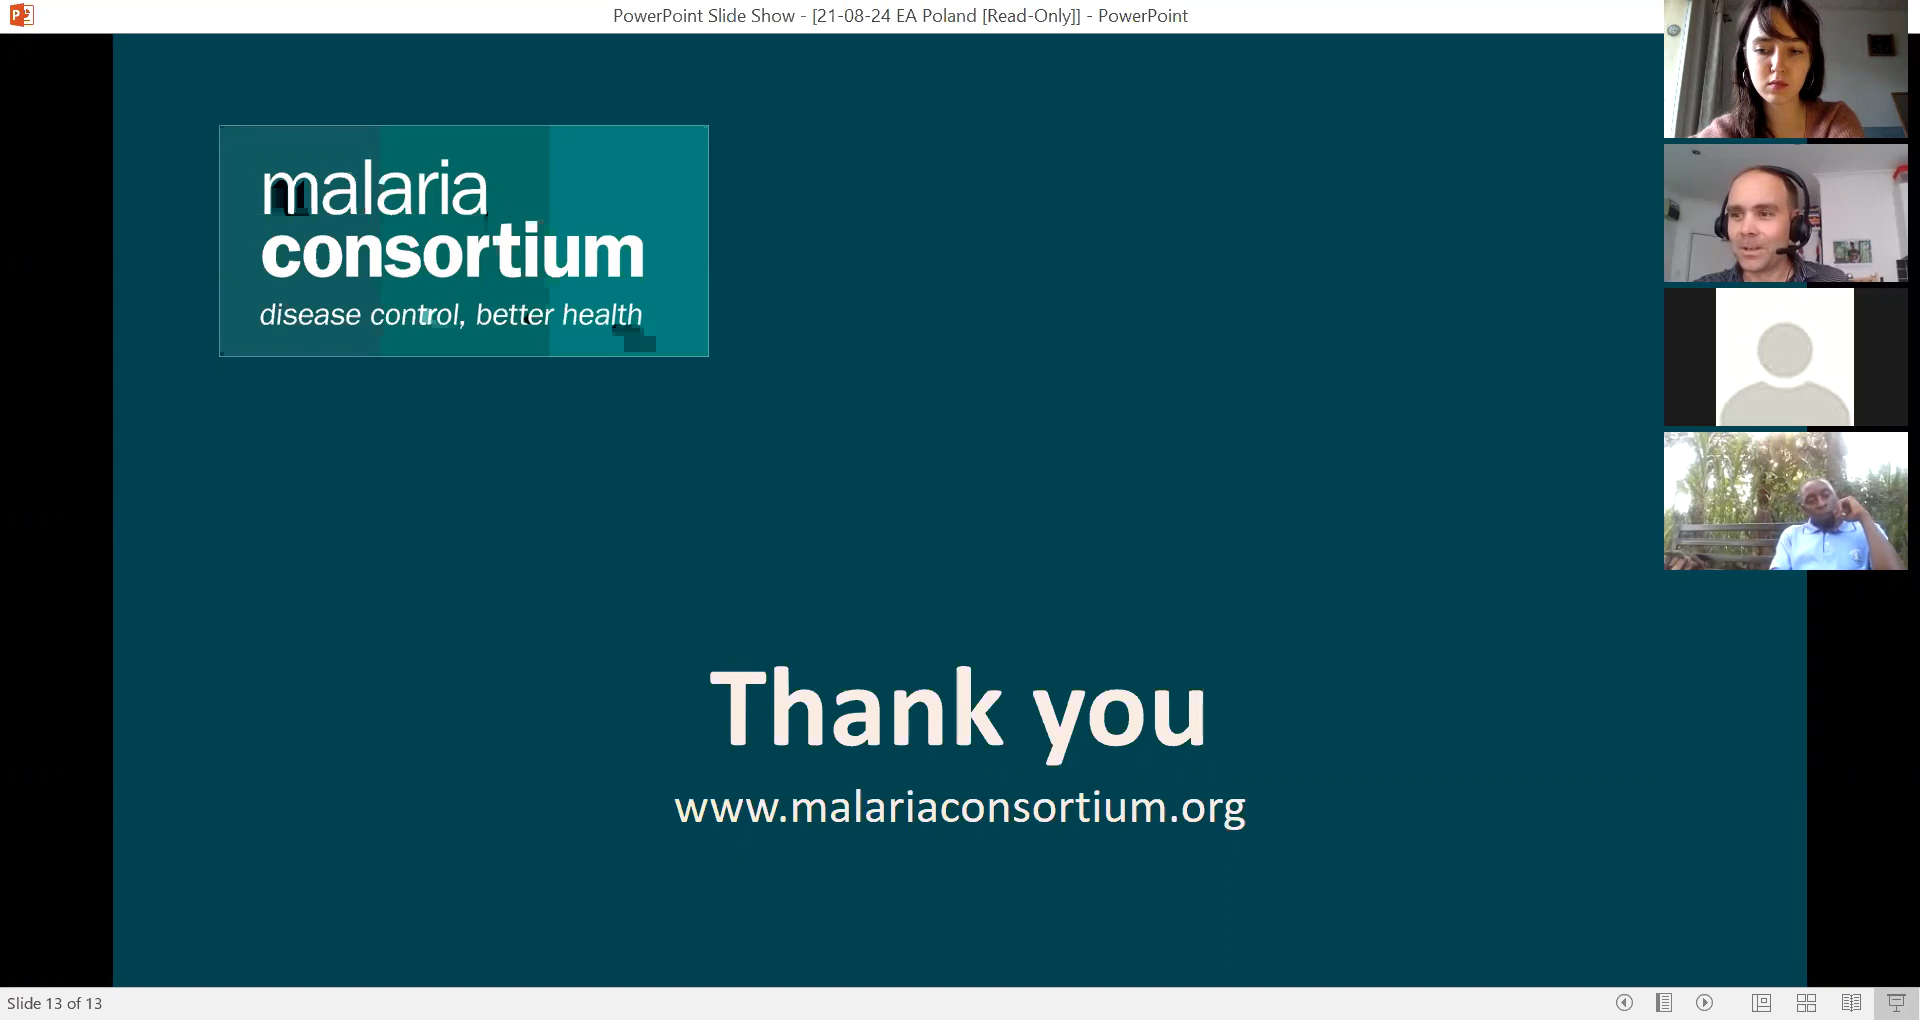 PowerPoint Slide Show - [21-08-24 EA Poland [Read-Only]] - PowerPoint
malaria
consortium
disease control, better health
Thank you
www.malariaconsortium.org
Slide 13 of 13